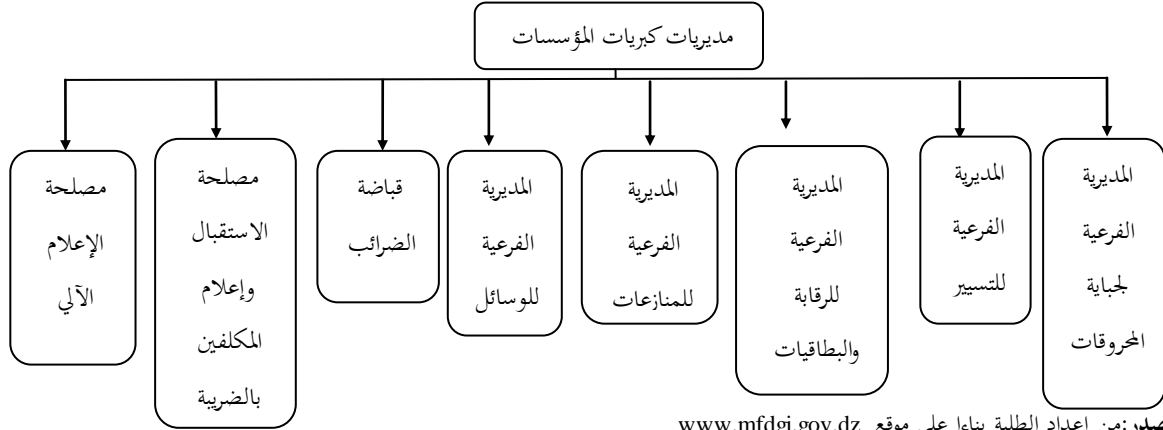 مديريات كبريات المؤسسات
المديرية
الفرعية
لجباية
المحروقات
المديرية
الفرعية
للتسيير
المديرية
الفرعية
للرقابة
والبطاقيات
المديرية
الفرعية
للمنازعات
المديرية
الفرعية
للوسائل
قباضة
الضرائب
مصلحة
الاستقبال
وإعلام
المكلفين
بالضريبة
مصلحة
الإعلام
الآلي
صدر:من إعداد الطلبة بناءا على موقع www.mfdgi.gov.dz